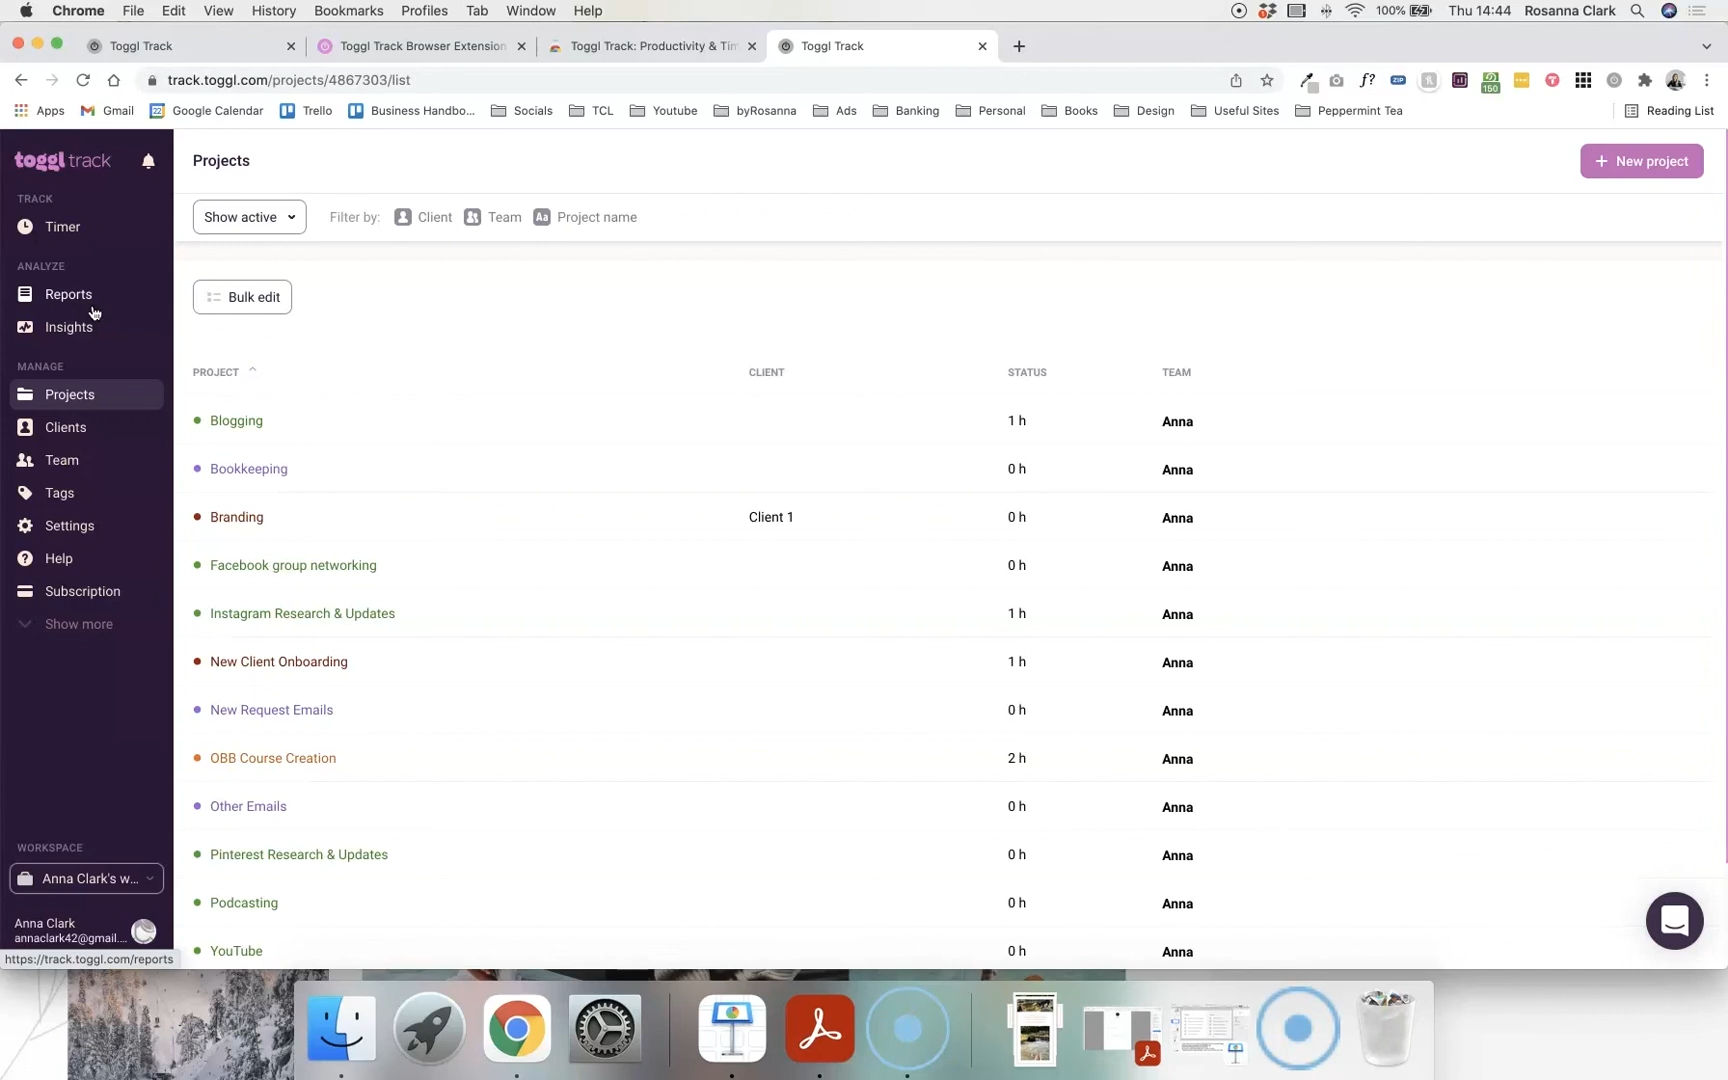 Chrome File Edit View History Bookmarks Profiles Tab Window Help 100% Thu 14:44 Rosanna Clark
Toggl Track Toggl Track Browser Extension Toggl Track: Productivity & Tim Toggl Track
track.toggl.com/projects/4867303/list
f? ZIP 150
Apps Gmail 22 Google Calendar Trello Business Handbo... Socials TCL Youtube byRosanna Ads Banking Personal Books Design Useful Sites Peppermint Tea Reading List
toggl track
TRACK
Timer
ANALYZE
Reports
Insights
MANAGE
Projects
Clients
Team
Tags
Settings
Help
Subscription
Show more
WORKSPACE
Anna Clark's w...
Anna Clark
annaclark42@gmail....
https://track.toggl.com/reports
Projects
+ New project
Show active Filter by: Client Team Aa Project name
Bulk edit
PROJECT CLIENT STATUS TEAM
Blogging 1 h Anna
Bookkeeping 0 h Anna
Branding Client 1 0 h Anna
Facebook group networking 0 h Anna
Instagram Research & Updates 1 h Anna
New Client Onboarding 1 h Anna
New Request Emails 0 h Anna
OBB Course Creation 2 h Anna
Other Emails 0 h Anna
Pinterest Research & Updates 0 h Anna
Podcasting 0 h Anna
YouTube 0 h Anna